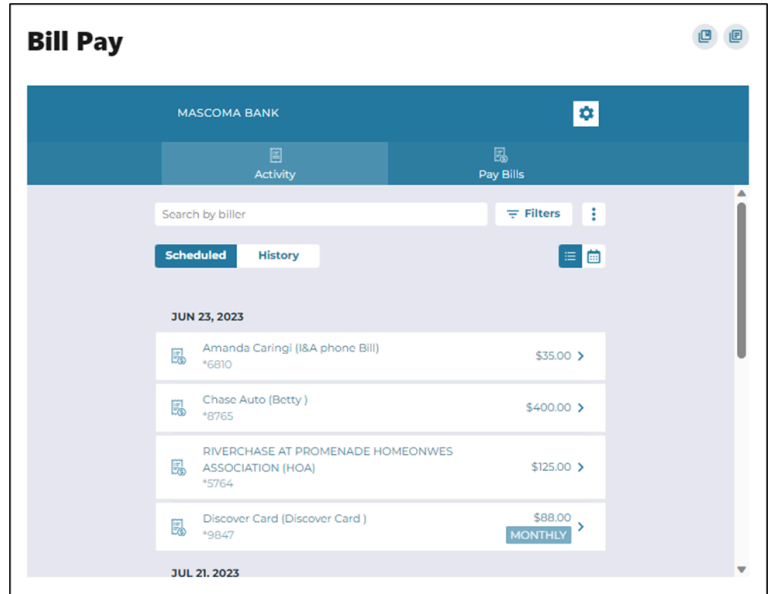 Bill Pay
MASCOMA BANK
Activity
Pay Bills
Search by biller
Filters
Scheduled
History
JUN 23, 2023
Amanda Caringi (I&A phone Bill)
*6810
$35.00
Chase Auto (Betty )
*8765
$400.00
RIVERCHASE AT PROMENADE HOMEONWES
ASSOCIATION (HOA)
*5764
$125.00
Discover Card (Discover Card )
*9847
$88.00
MONTHLY
JUL 21, 2023